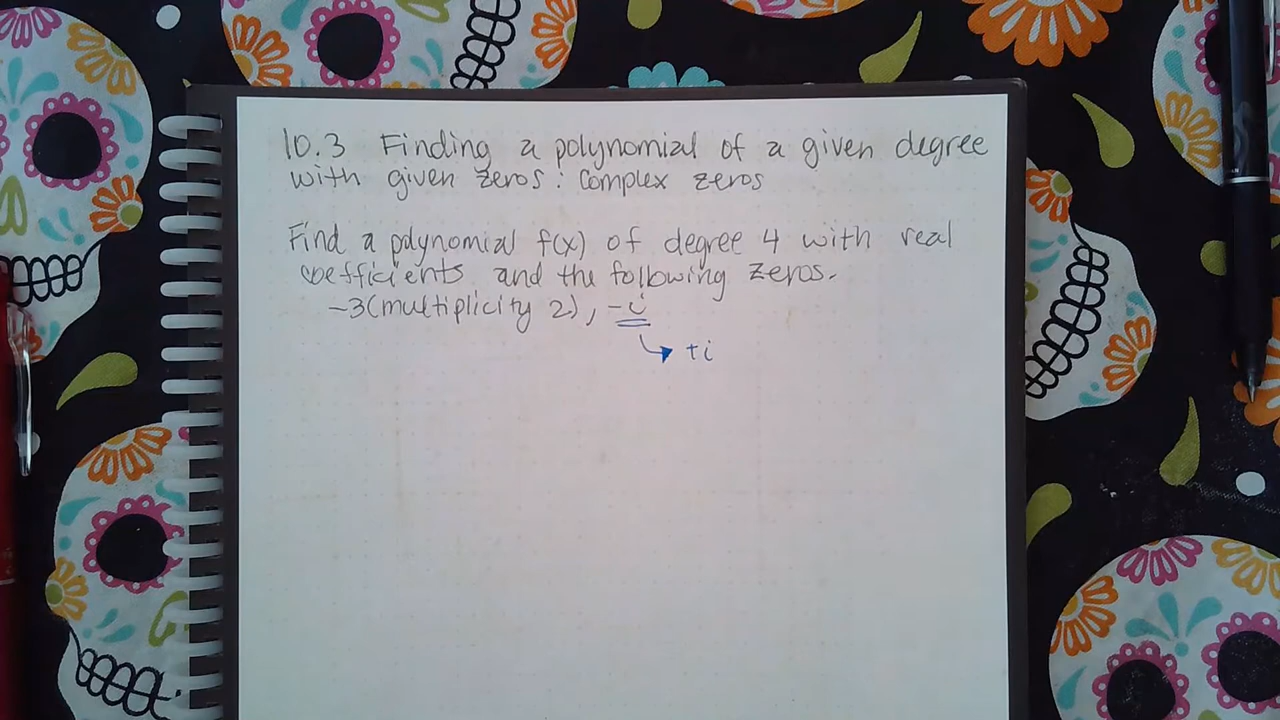 10.3 Finding a polynomial of a given degree
with given zeros: Complex zeros
Find a polynomial f(x) of degree 4 with real
coefficients and the following zeros.
-3(multiplicity 2), -i
+i